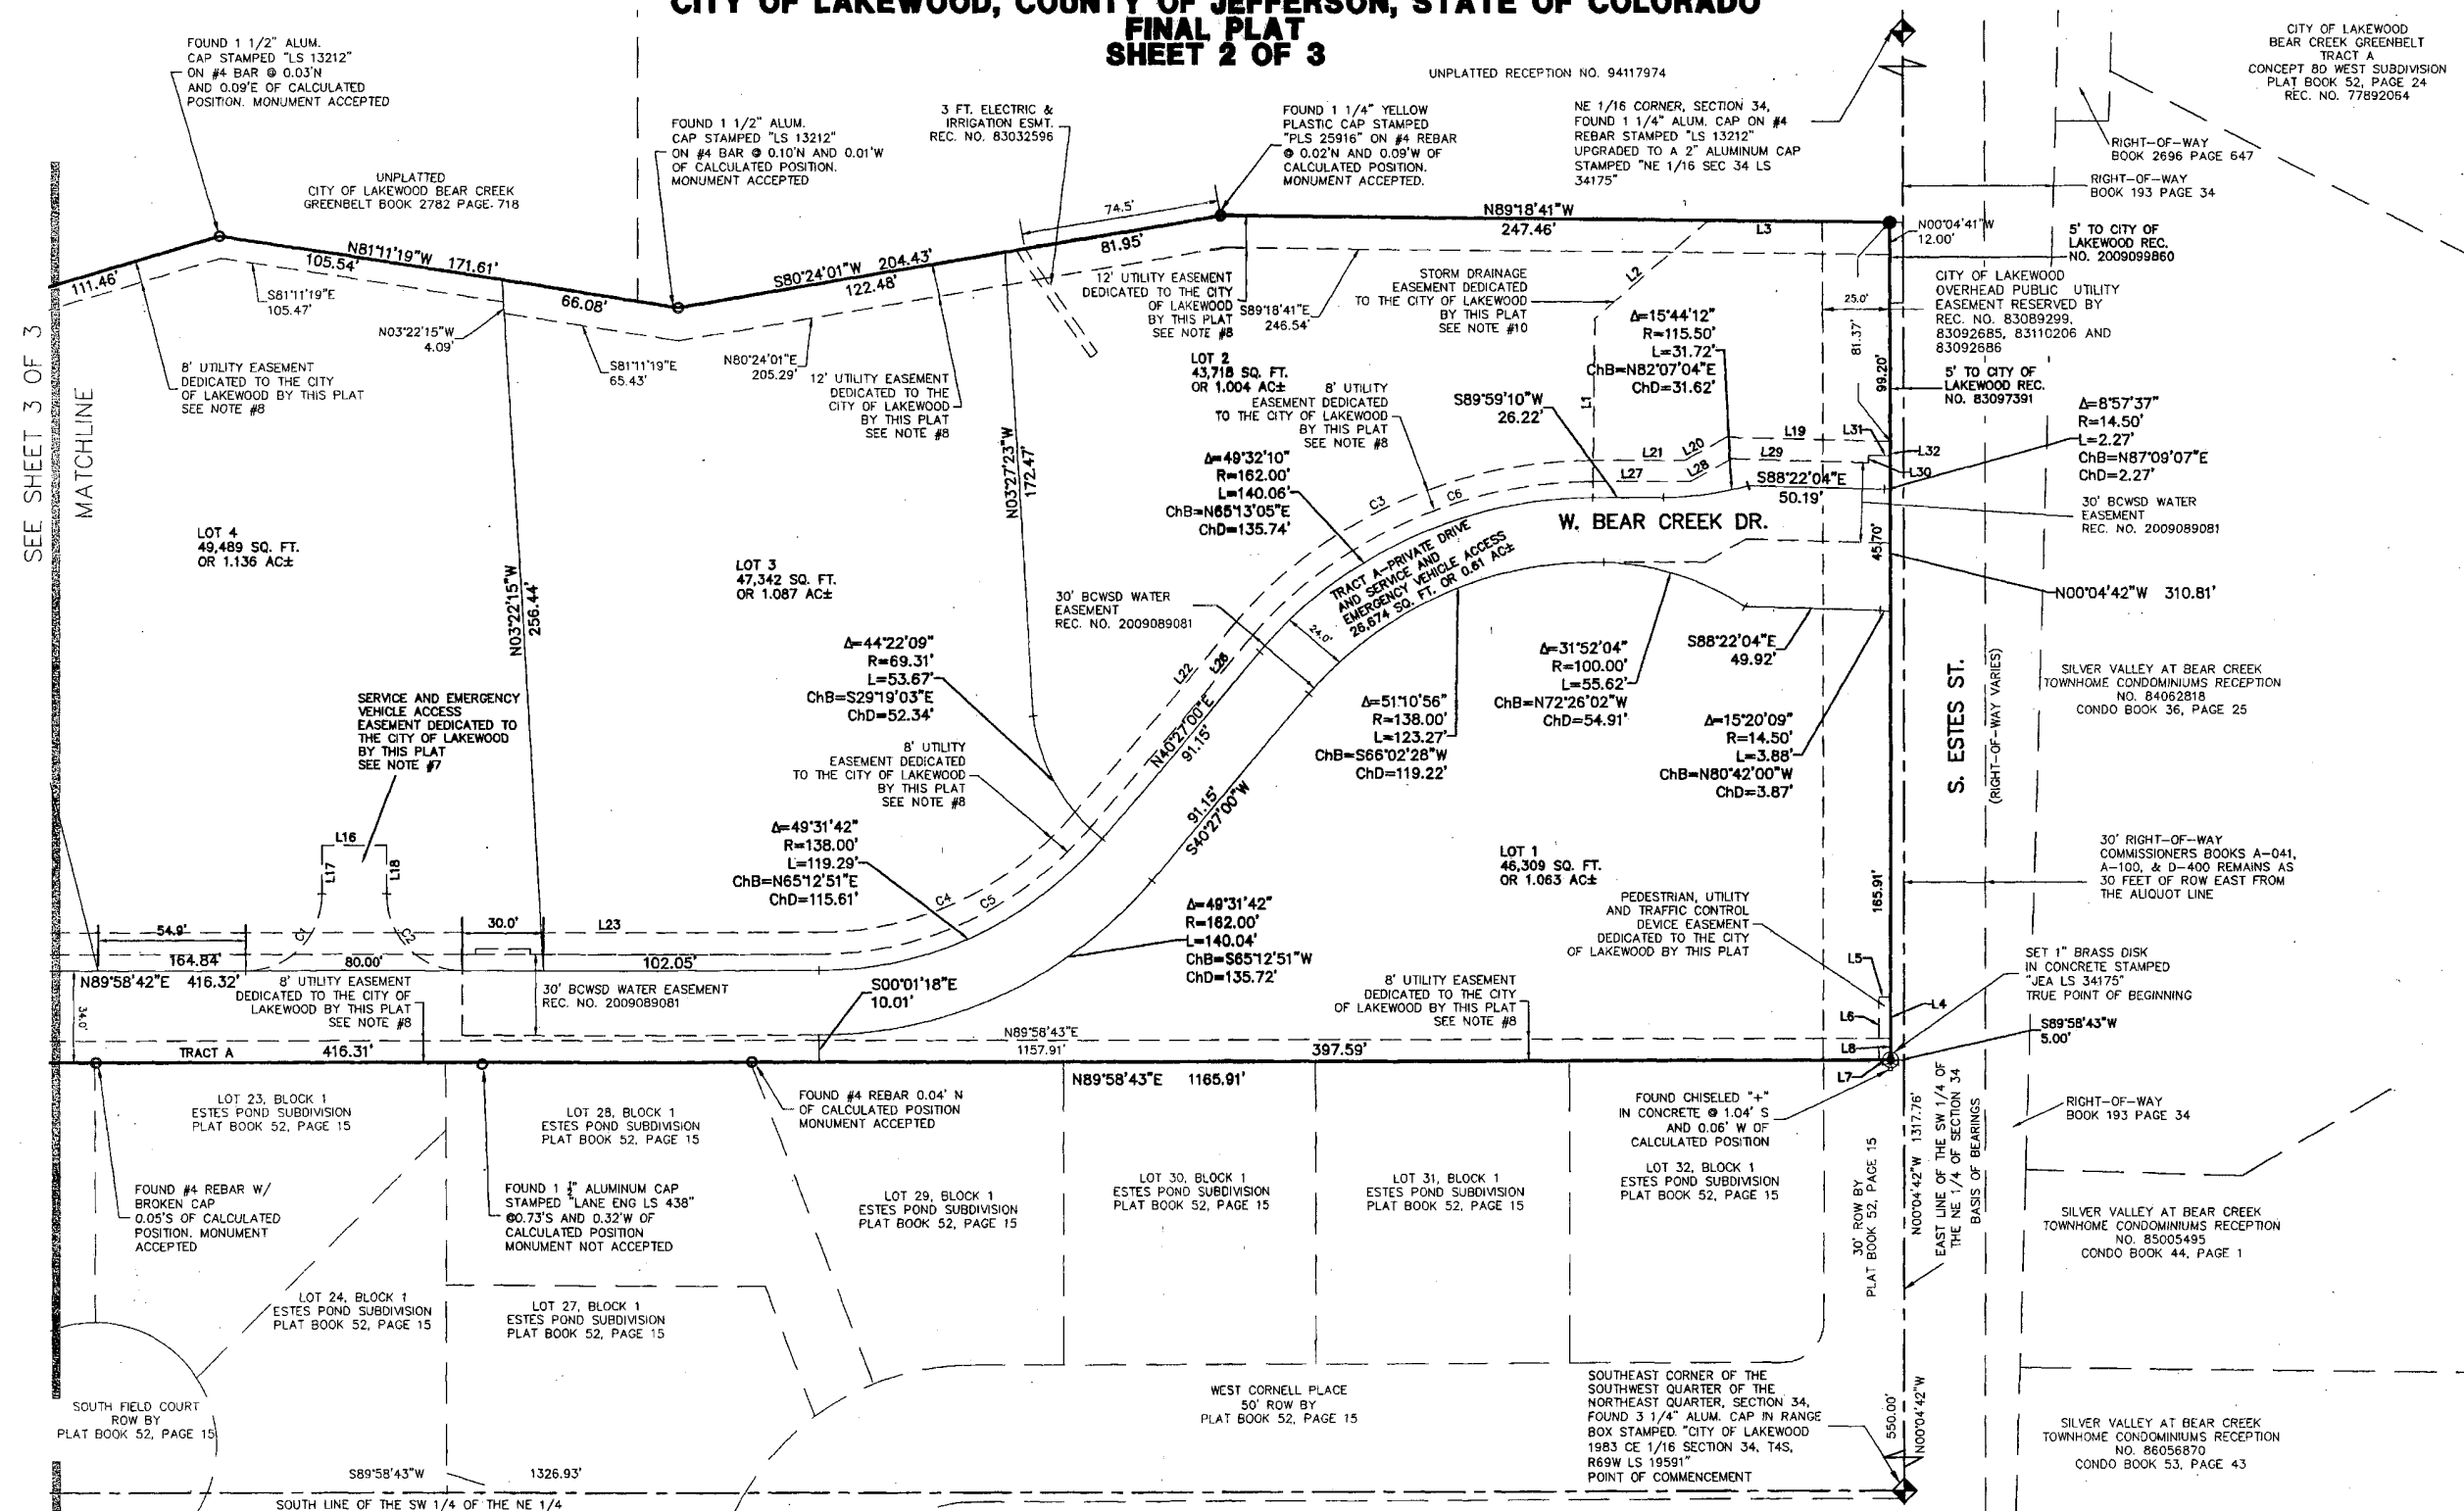 CITY OF LAKEWOOD, COUNTY OF JEFFERSON, STATE OF COLORADO
FINAL PLAT
SHEET 2 OF 3
UNPLATTED RECEPTION NO. 94117974
FOUND 1 1/2" ALUM.
CAP STAMPED "LS 13212"
ON #4 BAR @ 0.03'N
AND 0.09'E OF CALCULATED
POSITION. MONUMENT ACCEPTED
UNPLATTED
CITY OF LAKEWOOD BEAR CREEK
GREENBELT BOOK 2782 PAGE 718
FOUND 1 1/2" ALUM.
CAP STAMPED "LS 13212"
ON #4 BAR @ 0.10'N AND 0.01'W
OF CALCULATED POSITION.
MONUMENT ACCEPTED
3 FT. ELECTRIC &
IRRIGATION ESMT.
REC. NO. 83032596
FOUND 1 1/4" YELLOW
PLASTIC CAP STAMPED
"PLS 25916" ON #4 REBAR
@ 0.02'N AND 0.09'W OF
CALCULATED POSITION.
MONUMENT ACCEPTED.
NE 1/16 CORNER, SECTION 34,
FOUND 1 1/4" ALUM. CAP ON #4
REBAR STAMPED "LS 13212"
UPGRADED TO A 2" ALUMINUM CAP
STAMPED "NE 1/16 SEC 34 LS
34175"
CITY OF LAKEWOOD
BEAR CREEK GREENBELT
TRACT A
CONCEPT 80 WEST SUBDIVISION
PLAT BOOK 52, PAGE 24
REC. NO. 77892064
RIGHT-OF-WAY
BOOK 2696 PAGE 647
RIGHT-OF-WAY
BOOK 193 PAGE 34
N00°04'41"W
12.00'
5' TO CITY OF
LAKEWOOD REC.
NO. 2009099860
CITY OF LAKEWOOD
OVERHEAD PUBLIC UTILITY
EASEMENT RESERVED BY
REC. NO. 83089299,
83092685, 83110206 AND
83092686
5' TO CITY OF
LAKEWOOD REC.
NO. 83097391
SEE SHEET 3 OF 3
MATCHLINE
111.46'
N81°11'19"W 171.61'
105.54'
66.08'
S81°11'19"E
105.47'
N03°22'15"W
4.09'
S81°11'19"E
65.43'
S80°24'01"W 204.43'
122.48'
81.95'
74.5'
N80°24'01"E
205.29'
N89°18'41"W
247.46'
L3
L2
L1
8' UTILITY EASEMENT
DEDICATED TO THE CITY
OF LAKEWOOD BY THIS PLAT
SEE NOTE #8
12' UTILITY EASEMENT
DEDICATED TO THE
CITY OF LAKEWOOD
BY THIS PLAT
SEE NOTE #8
12' UTILITY EASEMENT
DEDICATED TO THE CITY
OF LAKEWOOD
BY THIS PLAT
SEE NOTE #8
S89°18'41"E
246.54'
STORM DRAINAGE
EASEMENT DEDICATED
TO THE CITY OF LAKEWOOD
BY THIS PLAT
SEE NOTE #10
25.0'
81.37'
99.20'
Δ=15°44'12"
R=115.50'
L=31.72'
ChB=N82°07'04"E
ChD=31.62'
LOT 2
43,718 SQ. FT.
OR 1.004 AC±
8' UTILITY
EASEMENT DEDICATED
TO THE CITY OF LAKEWOOD
BY THIS PLAT
SEE NOTE #8
S89°59'10"W
26.22'
Δ=8°57'37"
R=14.50'
L=2.27'
ChB=N87°09'07"E
ChD=2.27'
L19
L20
L21
L27
L28
L29
L30
L31
L32
C3
C6
S88°22'04"E
50.19'
30' BCWSD WATER
EASEMENT
REC. NO. 2009089081
Δ=49°32'10"
R=162.00'
L=140.06'
ChB=N65°13'05"E
ChD=135.74'
W. BEAR CREEK DR.
45.70'
TRACT A-PRIVATE DRIVE
AND SERVICE AND
EMERGENCY VEHICLE ACCESS
26,674 SQ. FT. OR 0.61 AC±
24.0'
N00°04'42"W 310.81'
LOT 4
49,489 SQ. FT.
OR 1.136 AC±
LOT 3
47,342 SQ. FT.
OR 1.087 AC±
N03°22'15"W
256.44'
N03°27'23"W
172.47'
30' BCWSD WATER
EASEMENT
REC. NO. 2009089081
Δ=44°22'09"
R=69.31'
L=53.67'
ChB=S29°19'03"E
ChD=52.34'
L22
L26
N40°27'00"E
91.15'
91.15'
S40°27'00"W
Δ=31°52'04"
R=100.00'
L=55.62'
ChB=N72°26'02"W
ChD=54.91'
S88°22'04"E
49.92'
Δ=51°10'56"
R=138.00'
L=123.27'
ChB=S66°02'28"W
ChD=119.22'
Δ=15°20'09"
R=14.50'
L=3.88'
ChB=N80°42'00"W
ChD=3.87'
S. ESTES ST.
(RIGHT-OF-WAY VARIES)
SILVER VALLEY AT BEAR CREEK
TOWNHOME CONDOMINIUMS RECEPTION
NO. 84062818
CONDO BOOK 36, PAGE 25
SERVICE AND EMERGENCY
VEHICLE ACCESS
EASEMENT DEDICATED TO
THE CITY OF LAKEWOOD
BY THIS PLAT
SEE NOTE #7
8' UTILITY
EASEMENT DEDICATED
TO THE CITY OF LAKEWOOD
BY THIS PLAT
SEE NOTE #8
Δ=49°31'42"
R=138.00'
L=119.29'
ChB=N65°12'51"E
ChD=115.61'
L16
L17
L18
C1
C2
C4
C5
LOT 1
46,309 SQ. FT.
OR 1.063 AC±
165.91'
30' RIGHT-OF-WAY
COMMISSIONERS BOOKS A-041,
A-100, & D-400 REMAINS AS
30 FEET OF ROW EAST FROM
THE ALIQUOT LINE
PEDESTRIAN, UTILITY
AND TRAFFIC CONTROL
DEVICE EASEMENT
DEDICATED TO THE CITY
OF LAKEWOOD BY THIS PLAT
Δ=49°31'42"
R=162.00'
L=140.04'
ChB=S65°12'51"W
ChD=135.72'
54.9'
30.0'
L23
164.84'
80.00'
102.05'
N89°58'42"E 416.32'
34.0'
8' UTILITY EASEMENT
DEDICATED TO THE CITY OF
LAKEWOOD BY THIS PLAT
SEE NOTE #8
30' BCWSD WATER EASEMENT
REC. NO. 2009089081
S00°01'18"E
10.01'
8' UTILITY EASEMENT
DEDICATED TO THE CITY
OF LAKEWOOD BY THIS PLAT
SEE NOTE #8
L5
L4
L6
L8
L7
SET 1" BRASS DISK
IN CONCRETE STAMPED
"JEA LS 34175"
TRUE POINT OF BEGINNING
S89°58'43"W
5.00'
TRACT A
416.31'
N89°58'43"E
1157.91'
397.59'
N89°58'43"E 1165.91'
LOT 23, BLOCK 1
ESTES POND SUBDIVISION
PLAT BOOK 52, PAGE 15
LOT 28, BLOCK 1
ESTES POND SUBDIVISION
PLAT BOOK 52, PAGE 15
FOUND #4 REBAR 0.04' N
OF CALCULATED POSITION
MONUMENT ACCEPTED
FOUND CHISELED "+"
IN CONCRETE @ 1.04' S
AND 0.06' W OF
CALCULATED POSITION
RIGHT-OF-WAY
BOOK 193 PAGE 34
FOUND #4 REBAR W/
BROKEN CAP
0.05'S OF CALCULATED
POSITION. MONUMENT
ACCEPTED
FOUND 1 1/2" ALUMINUM CAP
STAMPED "LANE ENG LS 438"
@0.73'S AND 0.32'W OF
CALCULATED POSITION
MONUMENT NOT ACCEPTED
LOT 29, BLOCK 1
ESTES POND SUBDIVISION
PLAT BOOK 52, PAGE 15
LOT 30, BLOCK 1
ESTES POND SUBDIVISION
PLAT BOOK 52, PAGE 15
LOT 31, BLOCK 1
ESTES POND SUBDIVISION
PLAT BOOK 52, PAGE 15
LOT 32, BLOCK 1
ESTES POND SUBDIVISION
PLAT BOOK 52, PAGE 15
30' ROW BY
PLAT BOOK 52, PAGE 15
N00°04'42"W 1317.76'
EAST LINE OF THE SW 1/4 OF
THE NE 1/4 OF SECTION 34
BASIS OF BEARINGS
SILVER VALLEY AT BEAR CREEK
TOWNHOME CONDOMINIUMS RECEPTION
NO. 85005495
CONDO BOOK 44, PAGE 1
LOT 24, BLOCK 1
ESTES POND SUBDIVISION
PLAT BOOK 52, PAGE 15
LOT 27, BLOCK 1
ESTES POND SUBDIVISION
PLAT BOOK 52, PAGE 15
SOUTH FIELD COURT
ROW BY
PLAT BOOK 52, PAGE 15
WEST CORNELL PLACE
50' ROW BY
PLAT BOOK 52, PAGE 15
SOUTHEAST CORNER OF THE
SOUTHWEST QUARTER OF THE
NORTHEAST QUARTER, SECTION 34,
FOUND 3 1/4" ALUM. CAP IN RANGE
BOX STAMPED. "CITY OF LAKEWOOD
1983 CE 1/16 SECTION 34, T4S,
R69W LS 19591"
POINT OF COMMENCEMENT
550.00'
N00°04'42"W
SILVER VALLEY AT BEAR CREEK
TOWNHOME CONDOMINIUMS RECEPTION
NO. 86056870
CONDO BOOK 53, PAGE 43
S89°58'43"W 1326.93'
SOUTH LINE OF THE SW 1/4 OF THE NE 1/4